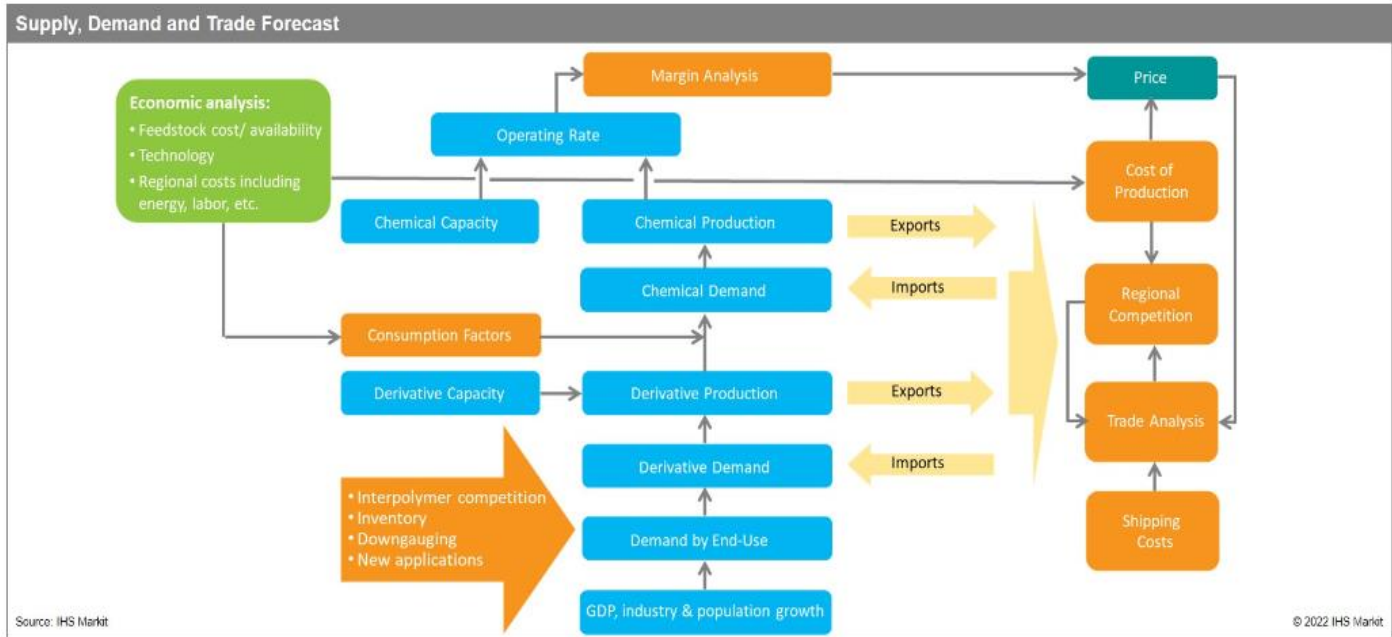 Supply, Demand and Trade Forecast
Margin Analysis
Price
Economic analysis:
• Feedstock cost/ availability
• Technology
• Regional costs including
energy, labor, etc.
Operating Rate
Cost of
Production
Chemical Capacity
Chemical Production
Exports
Chemical Demand
Imports
Regional
Competition
Consumption Factors
Derivative Capacity
Derivative Production
Exports
Trade Analysis
Derivative Demand
Imports
• Interpolymer competition
• Inventory
• Downgauging
• New applications
Demand by End-Use
Shipping
Costs
GDP, industry & population growth
Source: IHS Markit
© 2022 IHS Markit